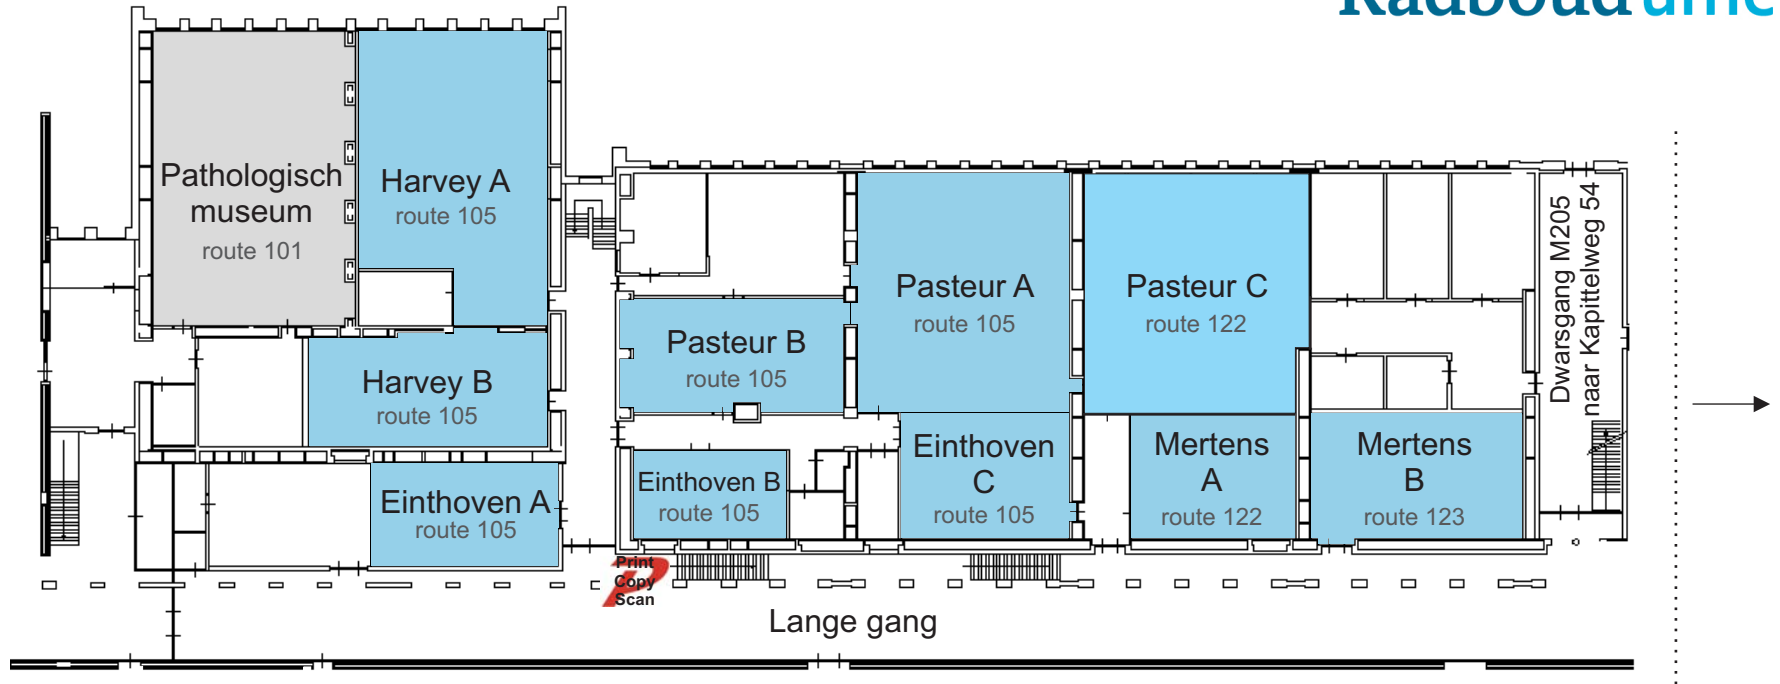 Radboudumc
Pathologisch
museum
route 101
Harvey A
route 105
Harvey B
route 105
Einthoven A
route 105
Pasteur B
route 105
Einthoven B
route 105
Pasteur A
route 105
Einthoven
C
route 105
Pasteur C
route 122
Mertens
A
route 122
Mertens
B
route 123
Dwarsgang M205
naar Kapittelweg 54
Print
Copy
Scan
Lange gang